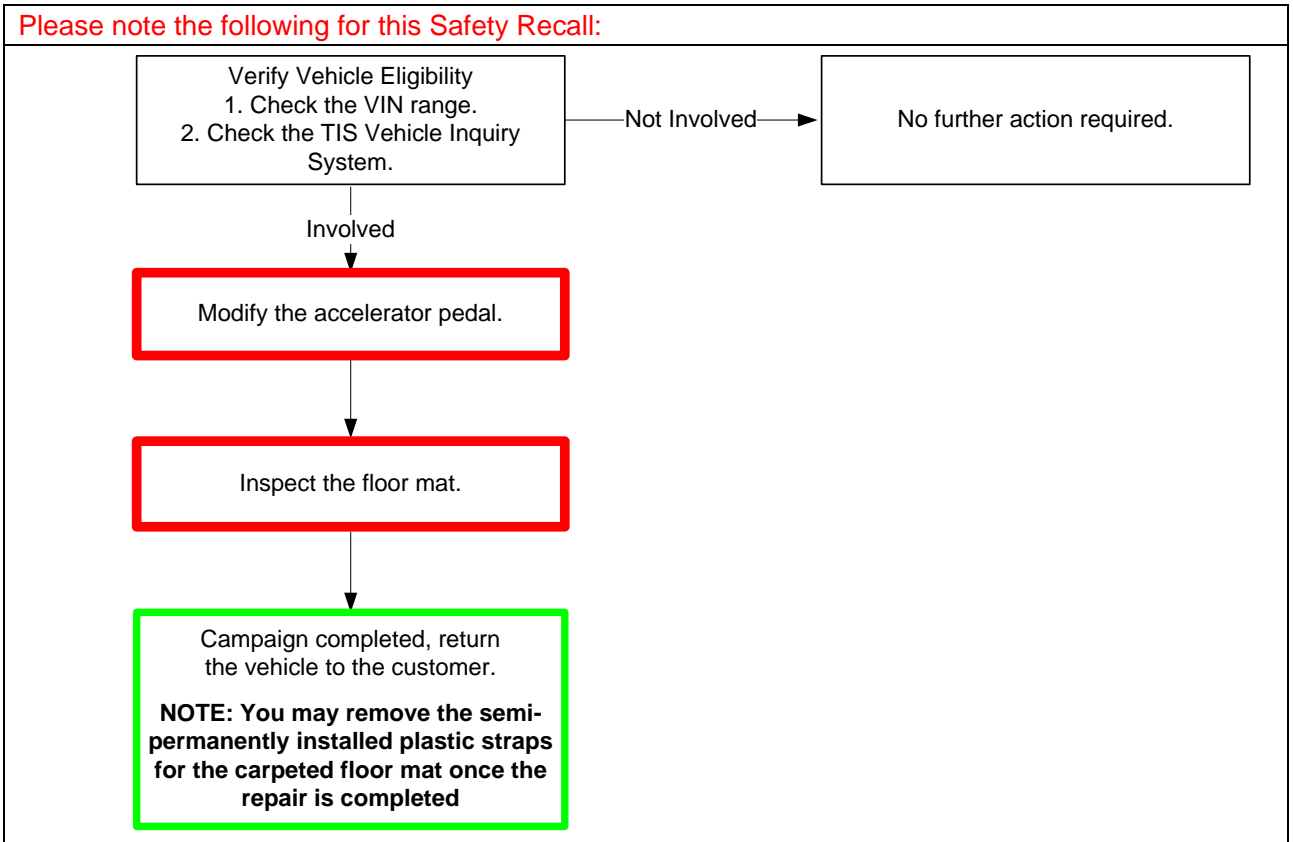 Please note the following for this Safety Recall:
Verify Vehicle Eligibility
1. Check the VIN range.
2. Check the TIS Vehicle Inquiry
System.
Not Involved
No further action required.
Involved
Modify the accelerator pedal.
Inspect the floor mat.
Campaign completed, return
the vehicle to the customer.
NOTE: You may remove the semi-
permanently installed plastic straps
for the carpeted floor mat once the
repair is completed